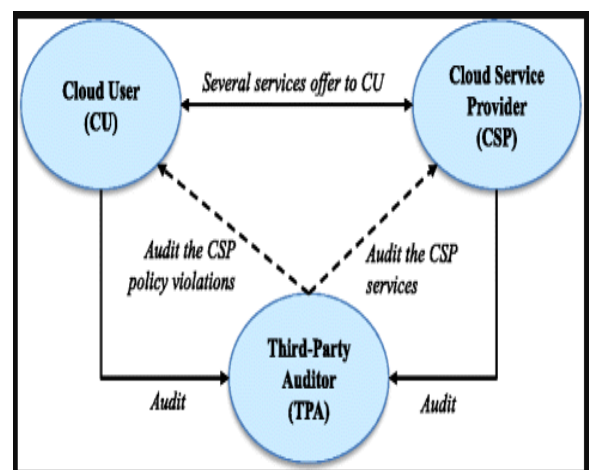 Cloud User
(CU)
Several services offer to CU
Cloud Service
Provider
(CSP)
Audit the CSP
policy violations
Audit the CSP
services
Third-Party
Auditor
(TPA)
Audit
Audit